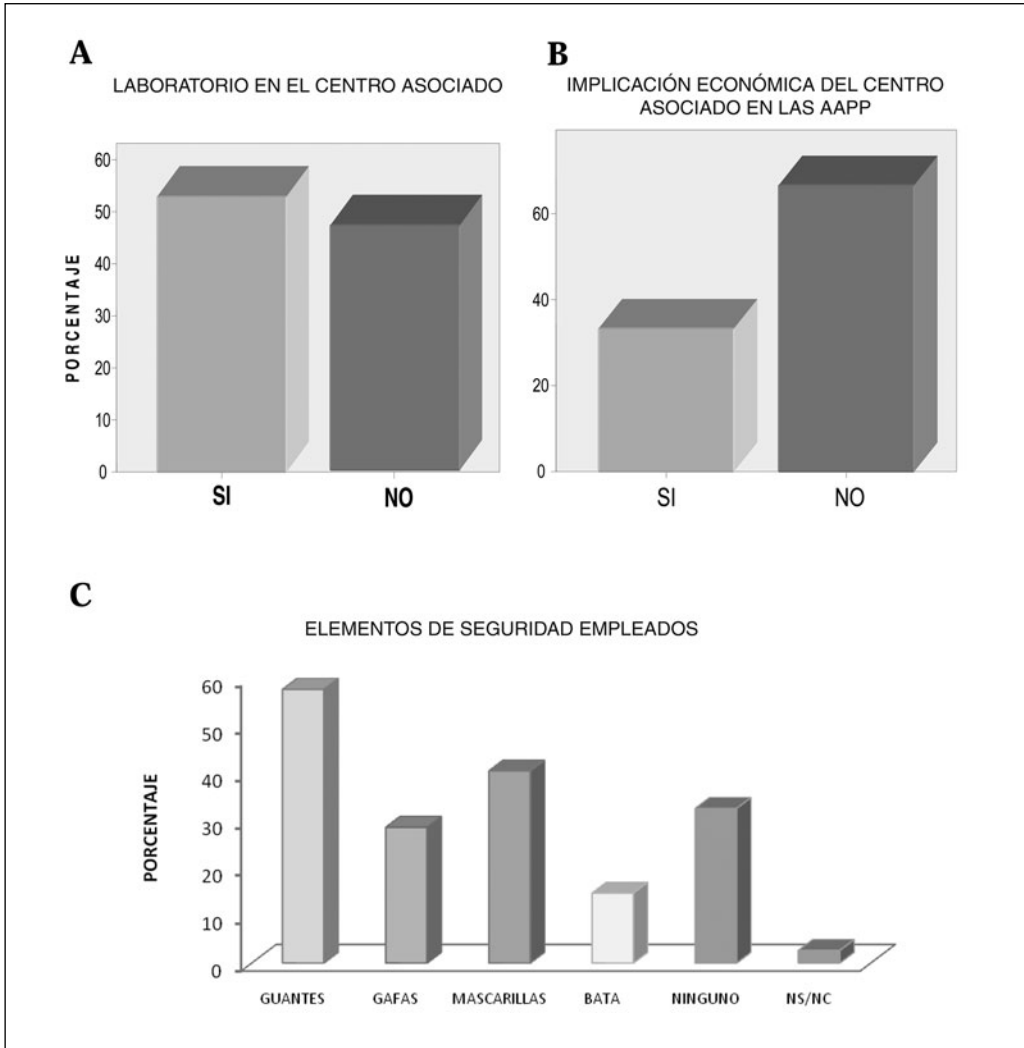 A
LABORATORIO EN EL CENTRO ASOCIADO
PORCENTAJE
60
50
40
30
20
10
0
SI
NO
B
IMPLICACIÓN ECONÓMICA DEL CENTRO
ASOCIADO EN LAS AAPP
60
40
20
0
SI
NO
C
ELEMENTOS DE SEGURIDAD EMPLEADOS
PORCENTAJE
60
50
40
30
20
10
0
GUANTES
GAFAS
MASCARILLAS
BATA
NINGUNO
NS/NC